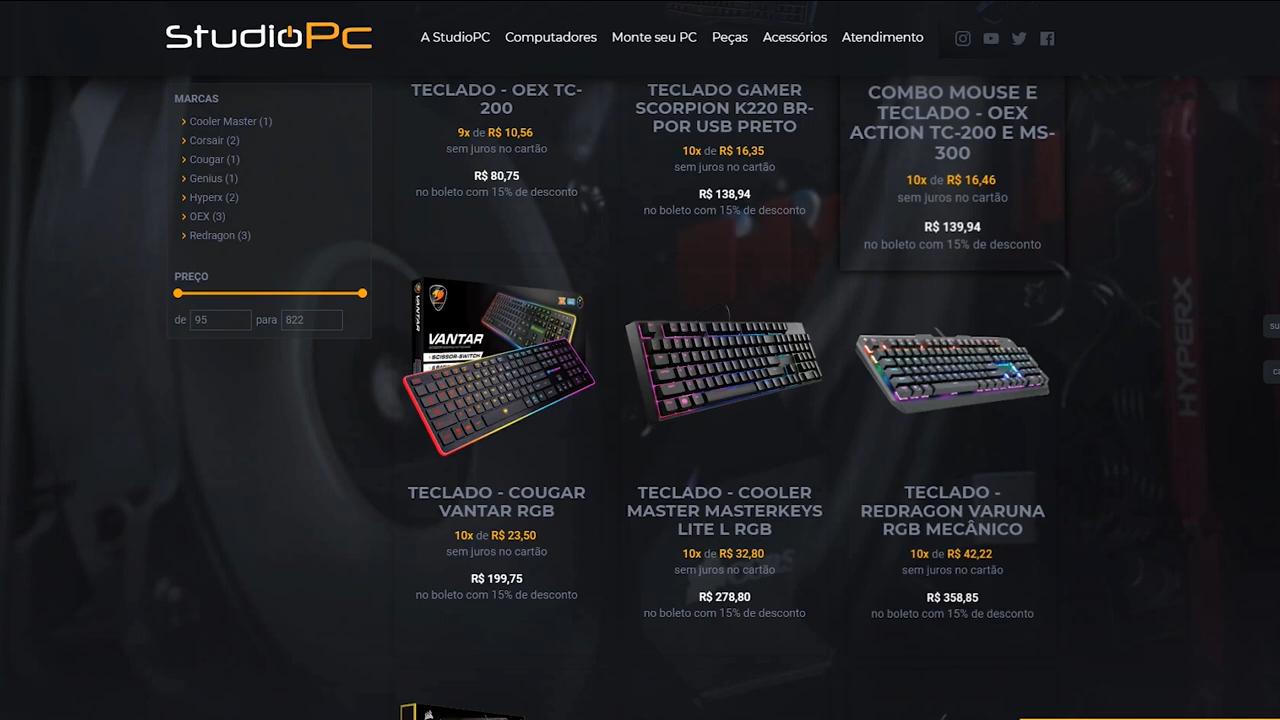 StudioPc
A StudioPC Computadores Monte seu PC Peças Acessórios Atendimento
MARCAS
Cooler Master (1)
Corsair (2)
Cougar (1)
Genius (1)
Hyperx (2)
OEX (3)
Redragon (3)
PREÇO
de 95 para 822
TECLADO - OEX TC-
200
9x de R$ 10,56
sem juros no cartão
R$ 80,75
no boleto com 15% de desconto
TECLADO GAMER
SCORPION K220 BR-
POR USB PRETO
10x de R$ 16,35
sem juros no cartão
R$ 138,94
no boleto com 15% de desconto
COMBO MOUSE E
TECLADO - OEX
ACTION TC-200 E MS-
300
10x de R$ 16,46
sem juros no cartão
R$ 139,94
no boleto com 15% de desconto
VANTAR
VANTAR
SCISSOR-SWITCH
TECLADO - COUGAR
VANTAR RGB
10x de R$ 23,50
sem juros no cartão
R$ 199,75
no boleto com 15% de desconto
TECLADO - COOLER
MASTER MASTERKEYS
LITE L RGB
10x de R$ 32,80
sem juros no cartão
R$ 278,80
no boleto com 15% de desconto
TECLADO -
REDRAGON VARUNA
RGB MECÂNICO
10x de R$ 42,22
sem juros no cartão
R$ 358,85
no boleto com 15% de desconto
HYPERX
su
ca